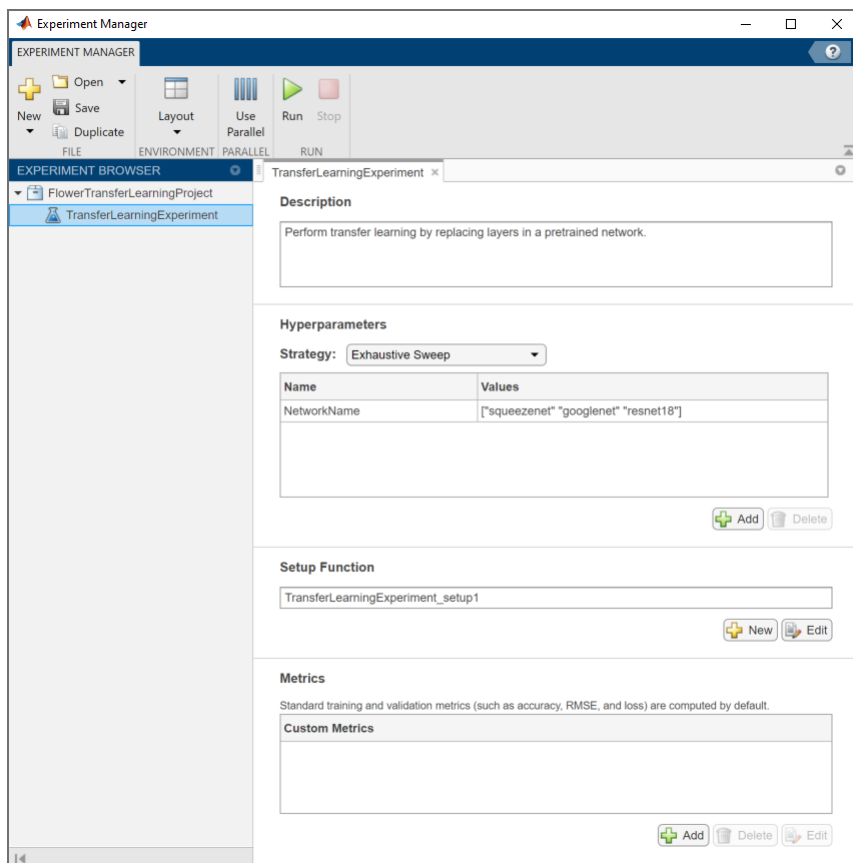 Experiment Manager
EXPERIMENT MANAGER
?
New
Open
Save
Duplicate
Layout
Use Parallel
Run
Stop
FILE
ENVIRONMENT
PARALLEL
RUN
EXPERIMENT BROWSER
FlowerTransferLearningProject
TransferLearningExperiment
TransferLearningExperiment ×
Description
Perform transfer learning by replacing layers in a pretrained network.
Hyperparameters
Strategy: Exhaustive Sweep
Name Values
NetworkName ["squeezenet" "googlenet" "resnet18"]
Add Delete
Setup Function
TransferLearningExperiment_setup1
New Edit
Metrics
Standard training and validation metrics (such as accuracy, RMSE, and loss) are computed by default.
Custom Metrics
Add Delete Edit